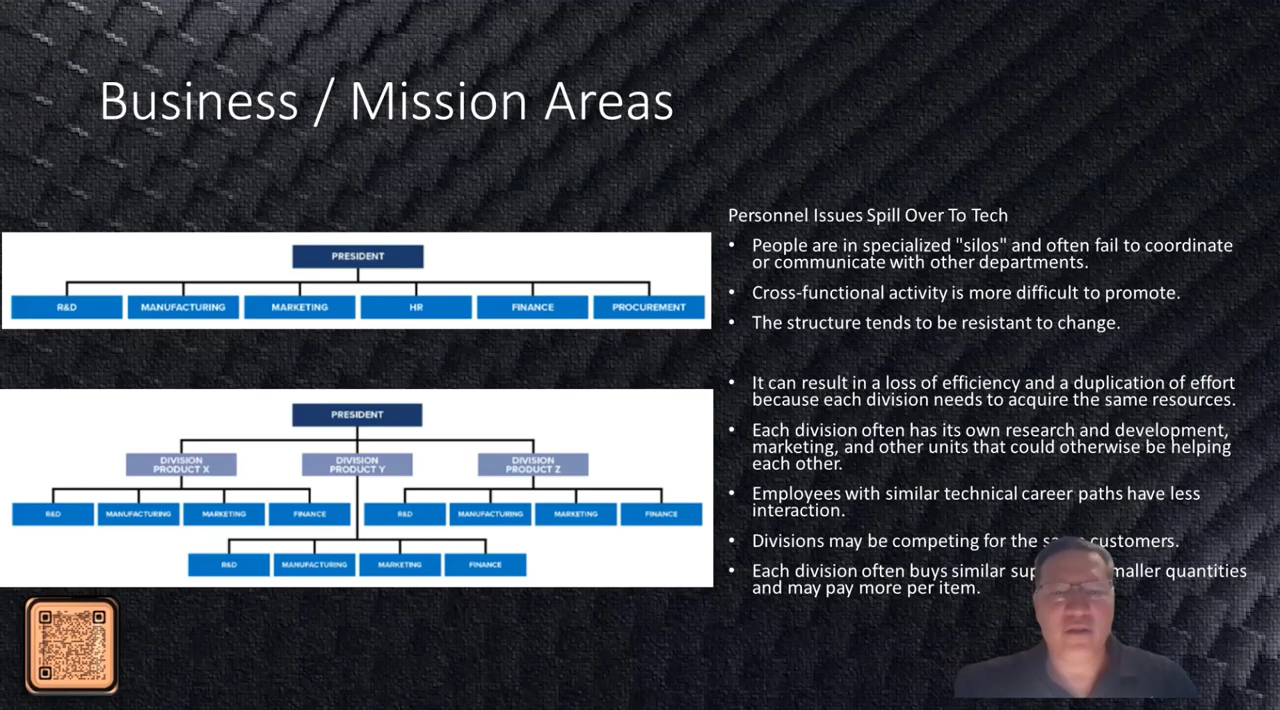 Business / Mission Areas
PRESIDENT
R&D MANUFACTURING MARKETING HR FINANCE PROCUREMENT
PRESIDENT
DIVISION PRODUCT X DIVISION PRODUCT Y DIVISION PRODUCT Z
R&D MANUFACTURING MARKETING FINANCE R&D MANUFACTURING MARKETING FINANCE
R&D MANUFACTURING MARKETING FINANCE
Personnel Issues Spill Over To Tech
• People are in specialized "silos" and often fail to coordinate
or communicate with other departments.
• Cross-functional activity is more difficult to promote.
• The structure tends to be resistant to change.
• It can result in a loss of efficiency and a duplication of effort
because each division needs to acquire the same resources.
• Each division often has its own research and development,
marketing, and other units that could otherwise be helping
each other.
• Employees with similar technical career paths have less
interaction.
• Divisions may be competing for the customers.
• Each division often buys similar smaller quantities
and may pay more per item.